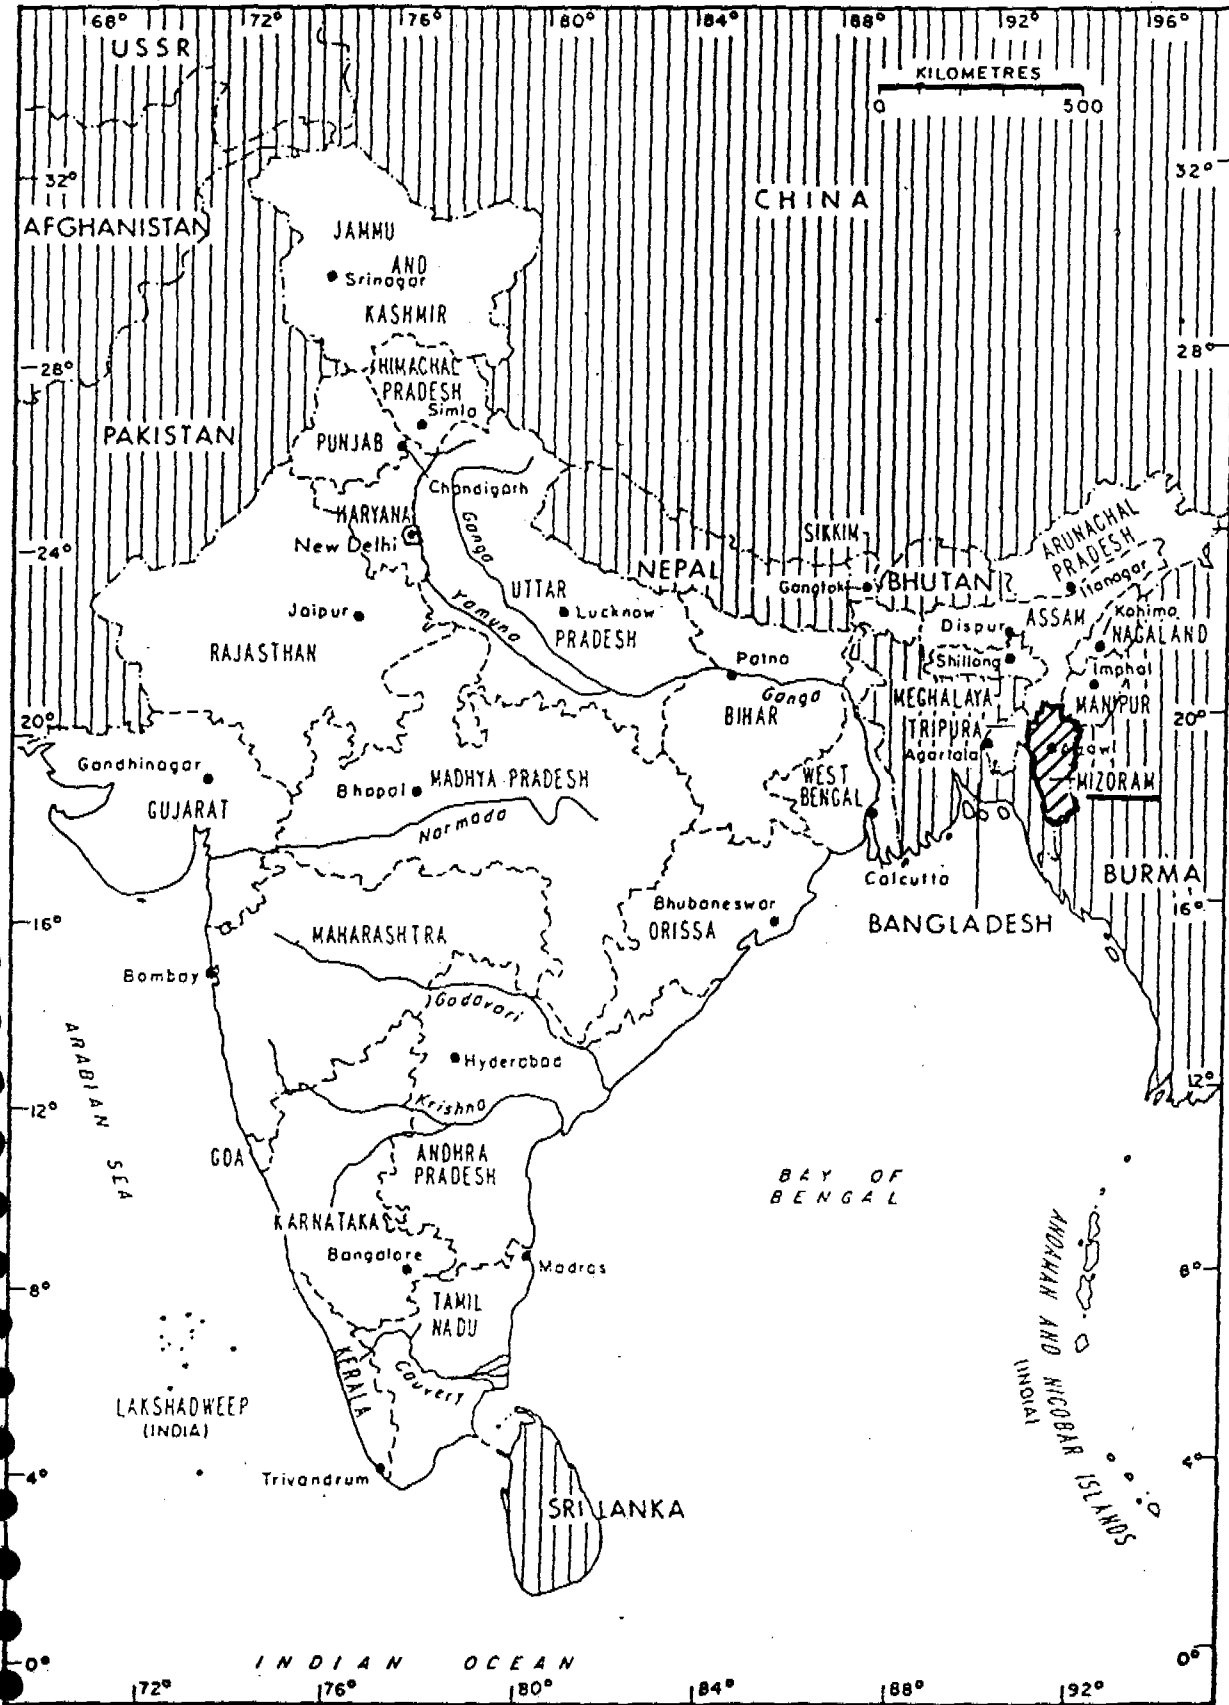 68° 72° 76° 80° 84° 88° 92° 96°
USSR
KILOMETRES
0 500
32° 32°
CHINA
AFGHANISTAN
JAMMU
AND
Srinagar
KASHMIR
28° 28°
HIMACHAL
PRADESH
Simla
PAKISTAN
PUNJAB
Chandigarh
HARYANA
New Delhi
24°
Ganga
SIKKIM
ARUNACHAL
PRADESH
NEPAL
Gangtok
BHUTAN
Itanagar
UTTAR
Lucknow
PRADESH
Yamuna
Jaipur
RAJASTHAN
Dispur
ASSAM
Kohima
NAGALAND
Patna
Shillong
Imphal
Ganga
BIHAR
MEGHALAYA
MANIPUR
20° 20°
TRIPURA
Agartala
Gandhinagar
GUJARAT
Bhopal
MADHYA PRADESH
WEST
BENGAL
MIZORAM
Narmada
Calcutta
BURMA
16° 16°
Bhubaneswar
ORISSA
BANGLADESH
MAHARASHTRA
Bombay
Godavari
ARABIAN SEA
Hyderabad
12° 12°
Krishna
GOA
ANDHRA
PRADESH
BAY OF
BENGAL
KARNATAKA
Bangalore
Madras
8° 8°
TAMIL
NADU
KERALA
Cauvery
ANDAMAN AND NICOBAR ISLANDS
(INDIA)
LAKSHADWEEP
(INDIA)
4° 4°
Trivandrum
SRI LANKA
0° 0°
INDIAN OCEAN
72° 76° 80° 84° 88° 92°